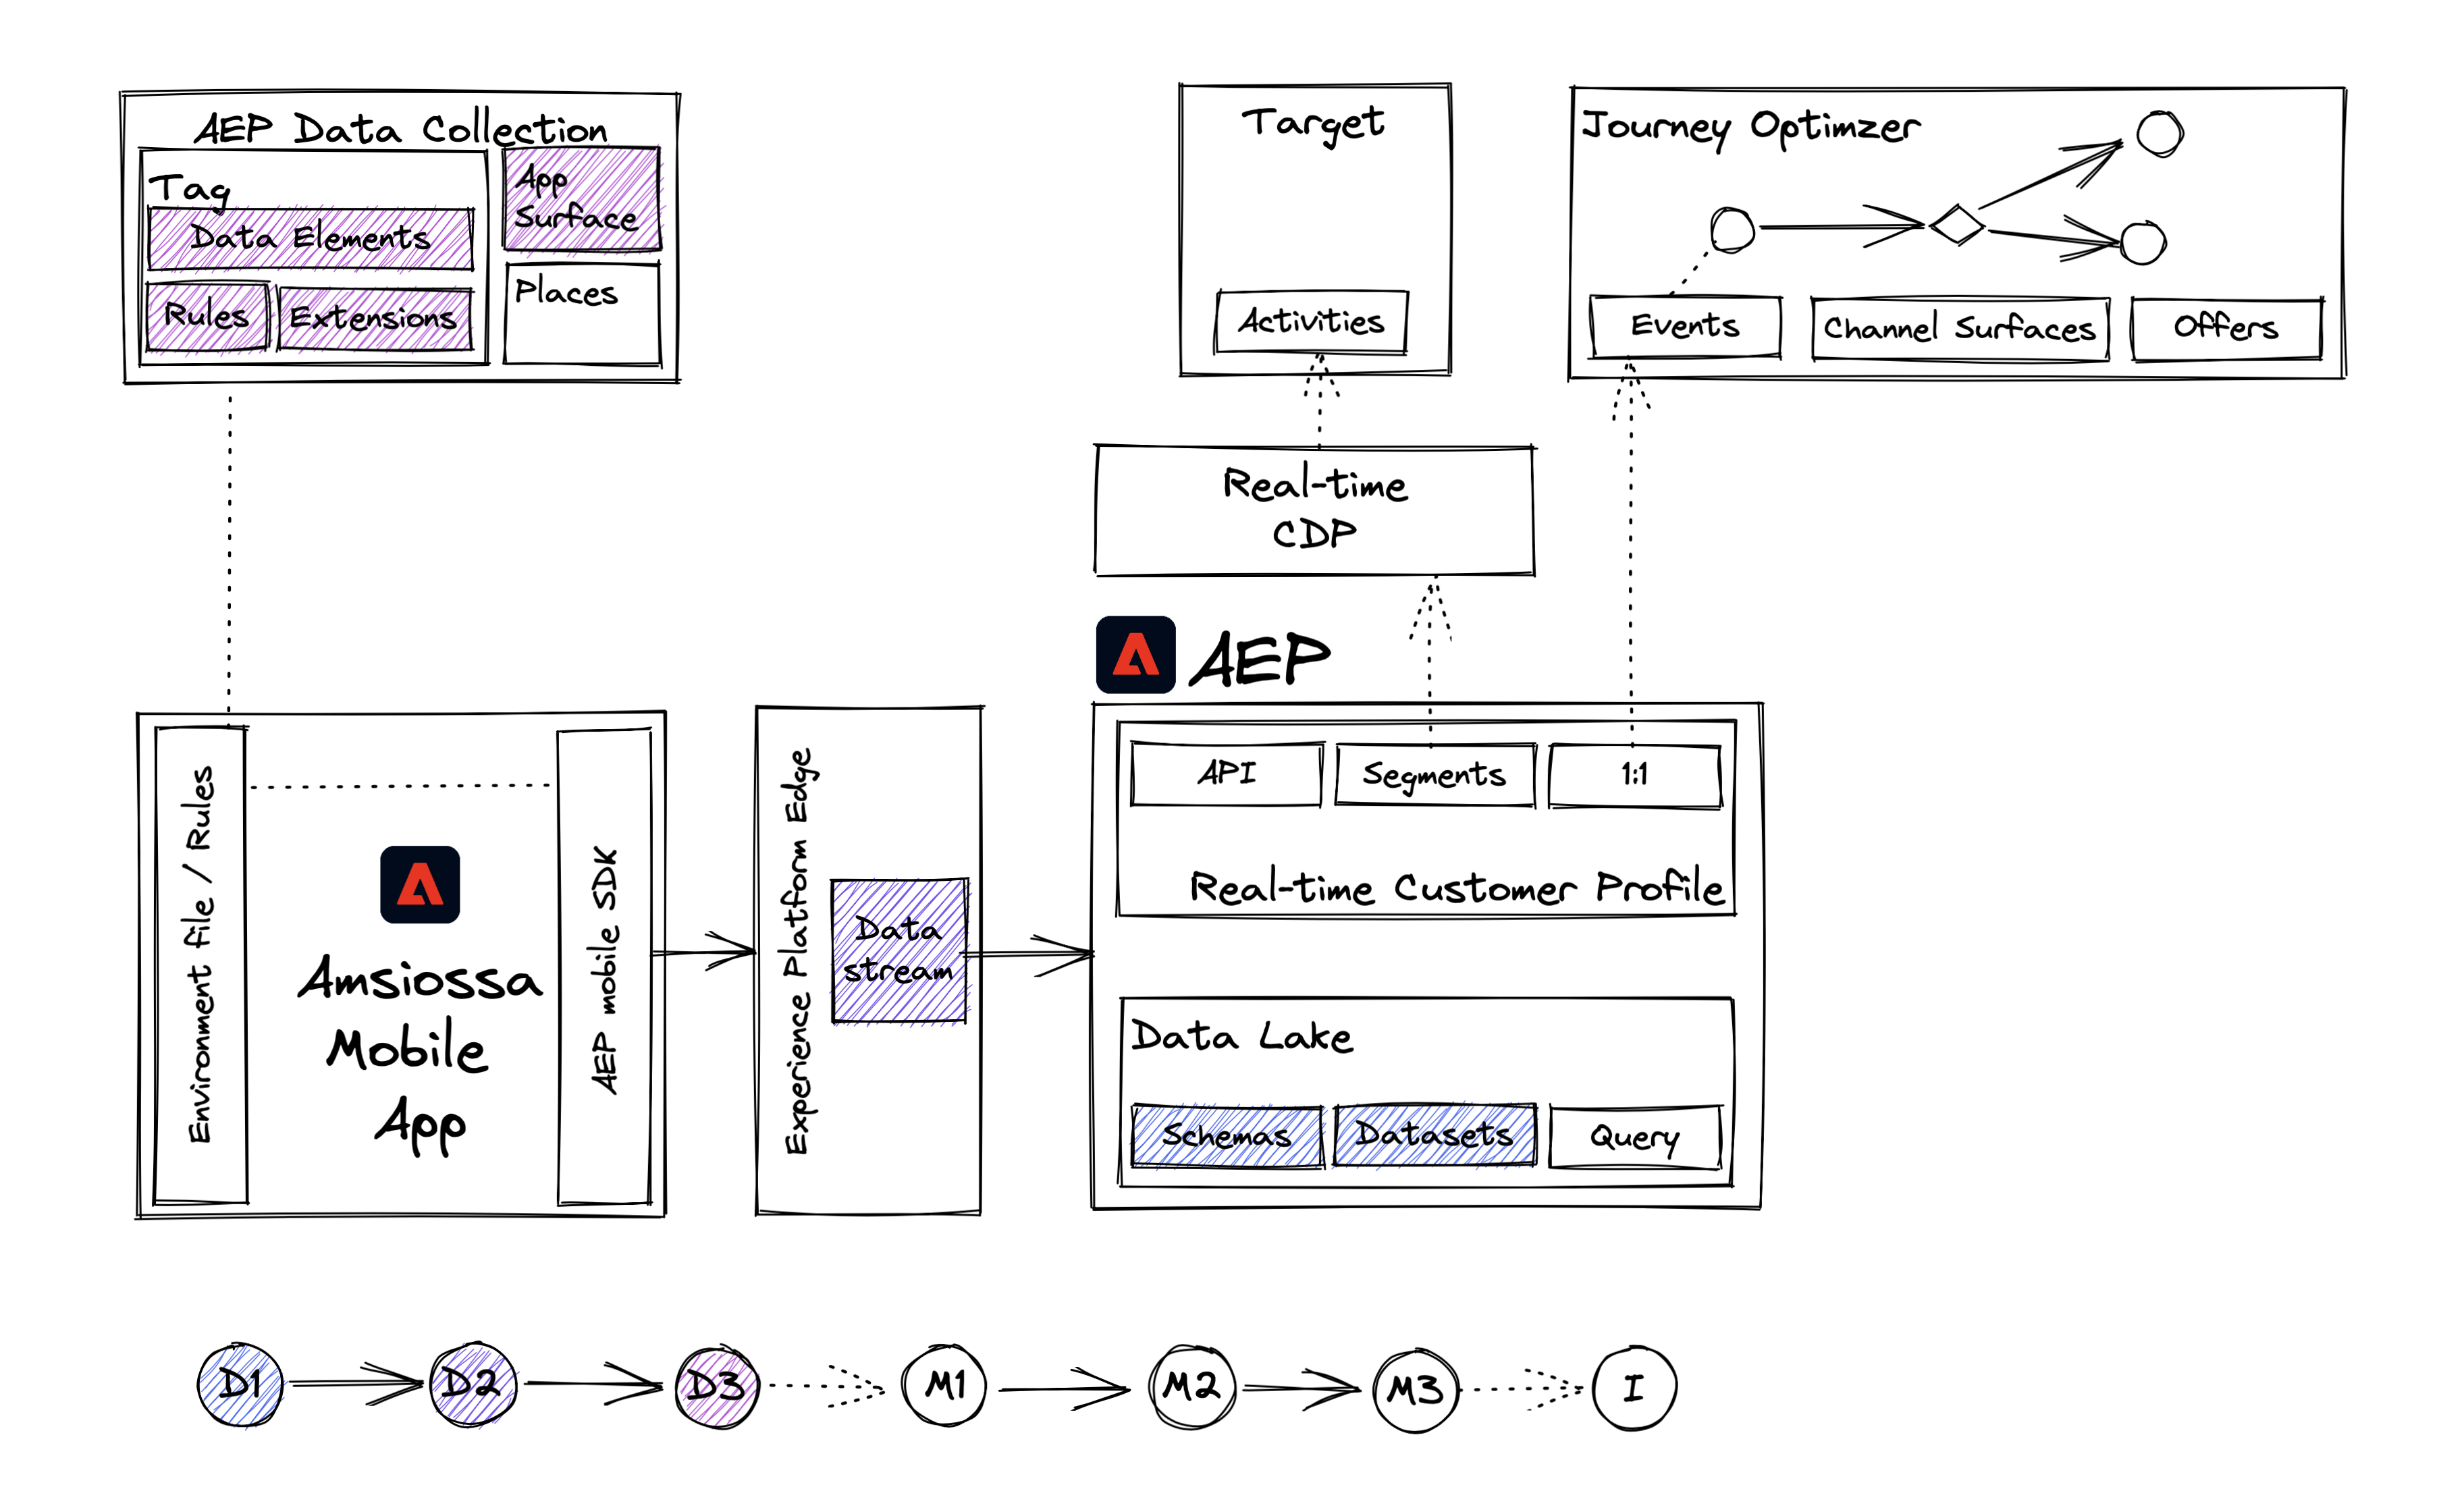 AEP Data Collection
Tag
Data Elements
Rules
Extensions
App
Surface
Places
Target
Activities
Journey Optimzer
Events
Channel Surfaces
Offers
Real-time
CDP
AEP
Environment file / Rules
Amsiossa
Mobile
App
AEP mobile SDK
Experience Platform Edge
Data
stream
API
Segments
1:1
Real-time Customer Profile
Data Lake
Schemas
Datasets
Query
D1
D2
D3
M1
M2
M3
I